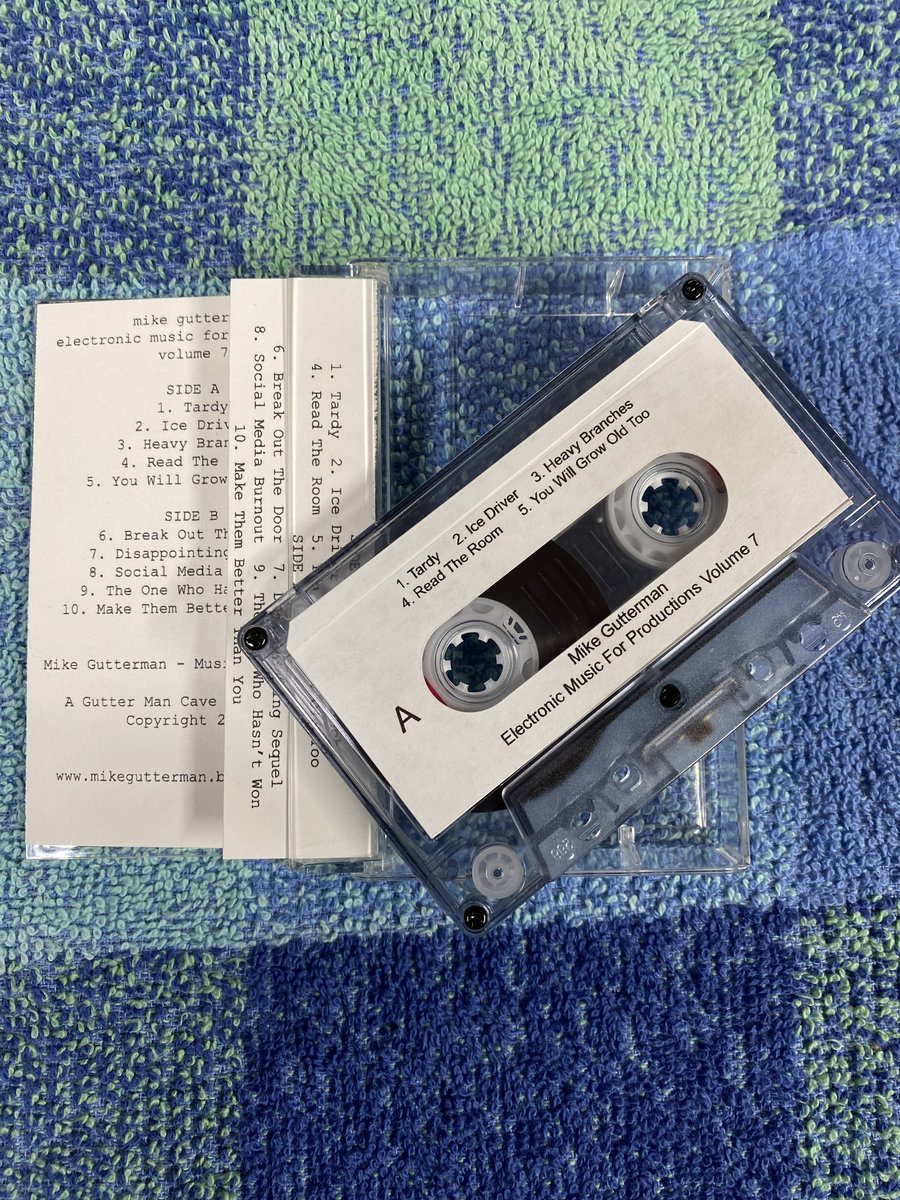 mike gutter
electronic music for
volume 7
SIDE A
1. Tardy
2. Ice Driv
3. Heavy Bran
4. Read The
5. You Will Grow
SIDE B
6. Break Out Th
7. Disappointing
8. Social Media
9. The One Who Ha
10. Make Them Bette
Mike Gutterman – Musi
A Gutter Man Cave
Copyright 2
www.mikegutterman.b
1. Tardy 2. Ice Dri
4. Read The Room 5.
too
SIDE
6. Break Out The Door 7. D ing Sequel
8. Social Media Burnout 9. The Who Hasn't Won
10. Make Them Better Than You
1. Tardy 2. Ice Driver 3. Heavy Branches
4. Read The Room 5. You Will Grow Old Too
A
Mike Gutterman
Electronic Music For Productions Volume 7